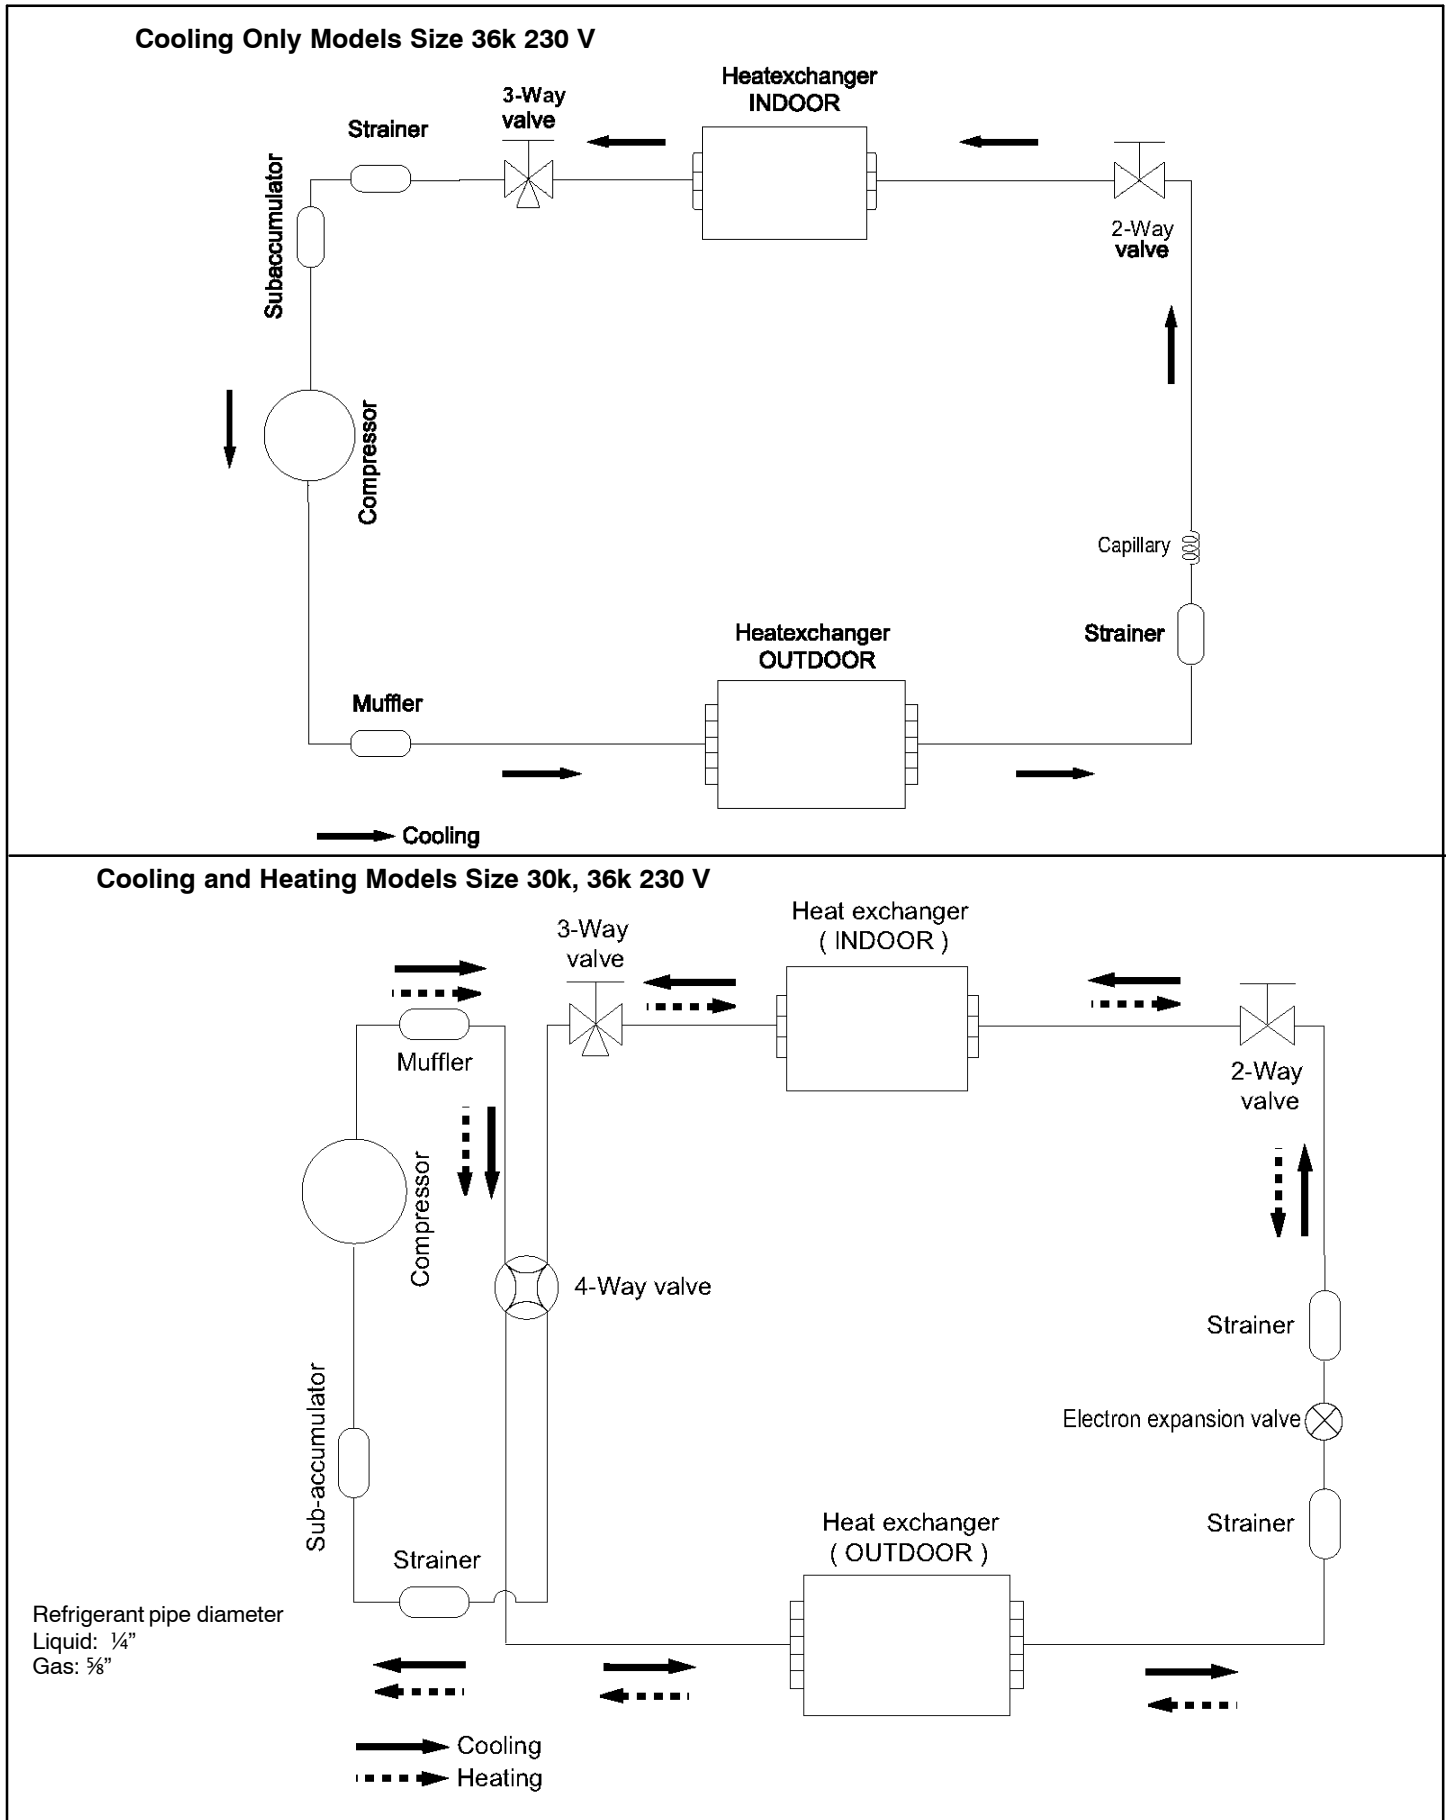 Cooling Only Models Size 36k 230 V
Heatexchanger
INDOOR
3-Way
valve
Strainer
Subaccumulator
2-Way
valve
Compressor
Capillary
Strainer
Heatexchanger
OUTDOOR
Muffler
Cooling
Cooling and Heating Models Size 30k, 36k 230 V
Heat exchanger
( INDOOR )
3-Way
valve
Muffler
2-Way
valve
Compressor
4-Way valve
Strainer
Electron expansion valve
Sub-accumulator
Strainer
Heat exchanger
( OUTDOOR )
Strainer
Refrigerant pipe diameter
Liquid: ¼”
Gas: ⅝”
Cooling
Heating